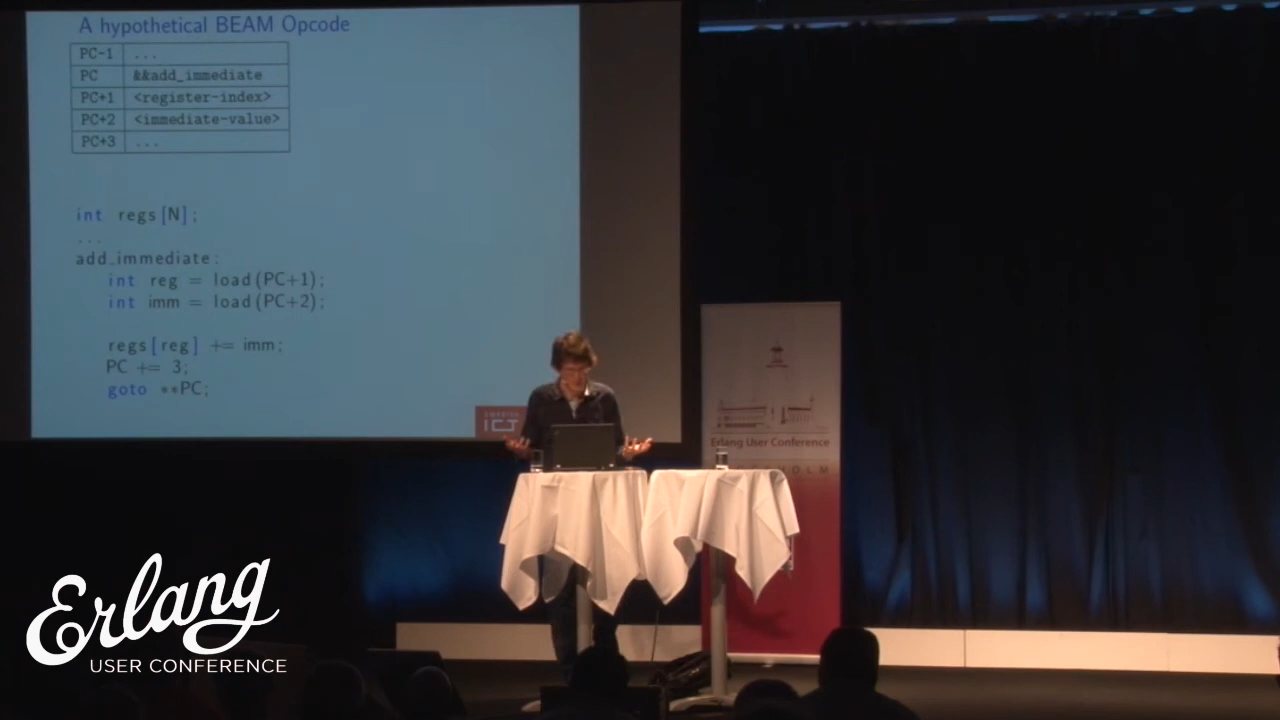 A hypothetical BEAM Opcode
PC-1 ...
PC &&add_immediate
PC+1 <register-index>
PC+2 <immediate-value>
PC+3 ...
int regs[N];
...
add_immediate:
int reg = load(PC+1);
int imm = load(PC+2);
regs[reg] += imm;
PC += 3;
goto **PC;
SWEDISH
ICT
Erlang User Conference
Erlang
USER CONFERENCE